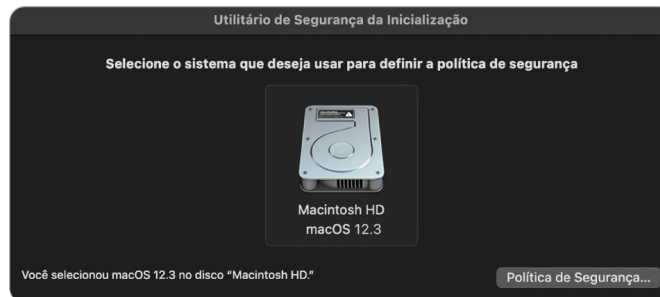 Utilitário de Segurança da Inicialização
Selecione o sistema que deseja usar para definir a política de segurança
Macintosh HD
macOS 12.3
Você selecionou macOS 12.3 no disco “Macintosh HD.”
Política de Segurança...